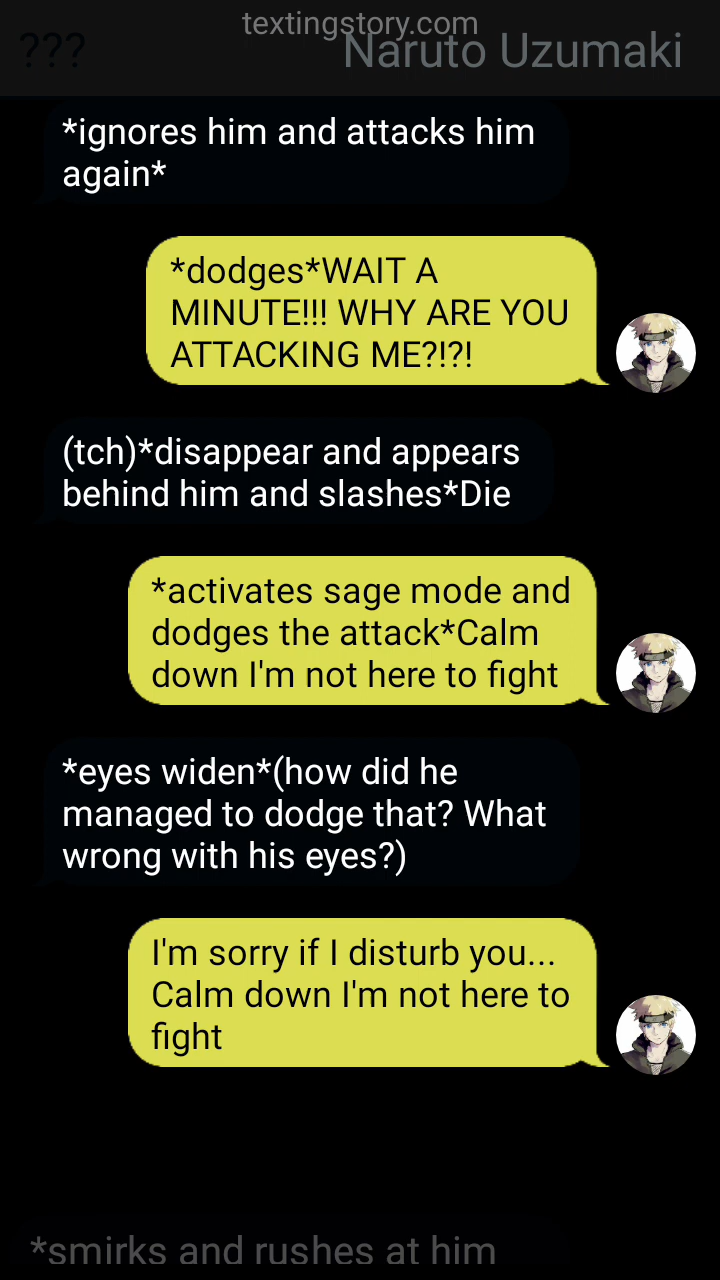 textingstory.com
???
Naruto Uzumaki
*ignores him and attacks him
again*
*dodges*WAIT A
MINUTE!!! WHY ARE YOU
ATTACKING ME?!?!
(tch)*disappear and appears
behind him and slashes*Die
*activates sage mode and
dodges the attack*Calm
down I'm not here to fight
*eyes widen*(how did he
managed to dodge that? What
wrong with his eyes?)
I'm sorry if I disturb you...
Calm down I'm not here to
fight
*smirks and rushes at him